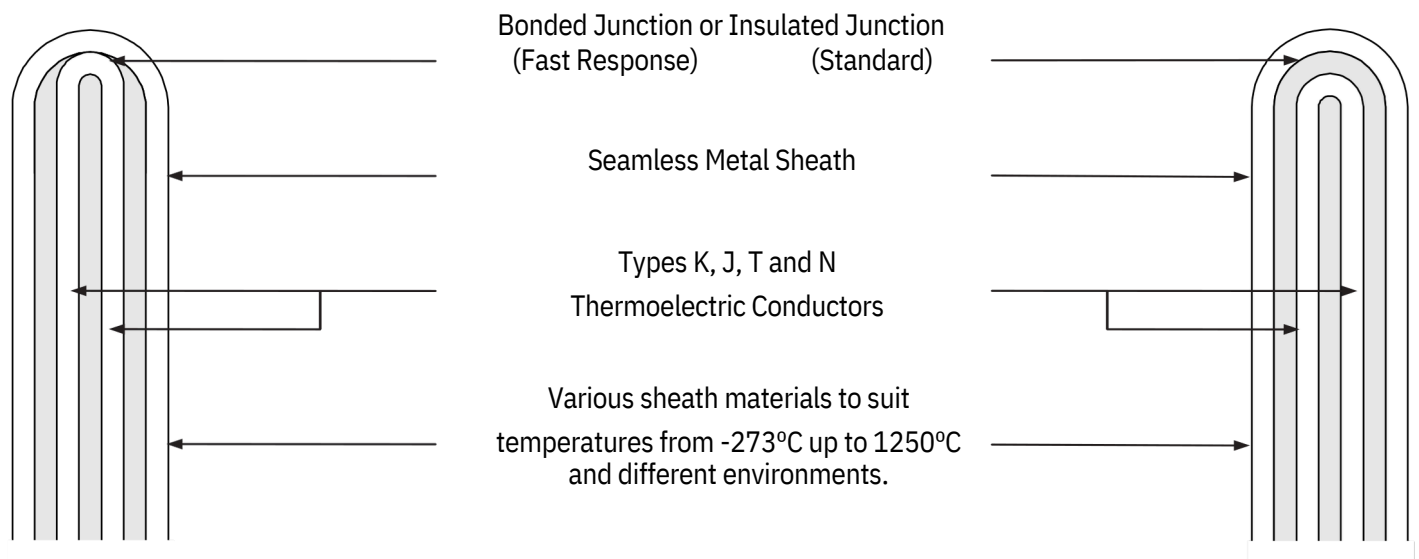 Bonded Junction or Insulated Junction
(Fast Response) (Standard)
Seamless Metal Sheath
Types K, J, T and N
Thermoelectric Conductors
Various sheath materials to suit
temperatures from -273ºC up to 1250ºC
and different environments.